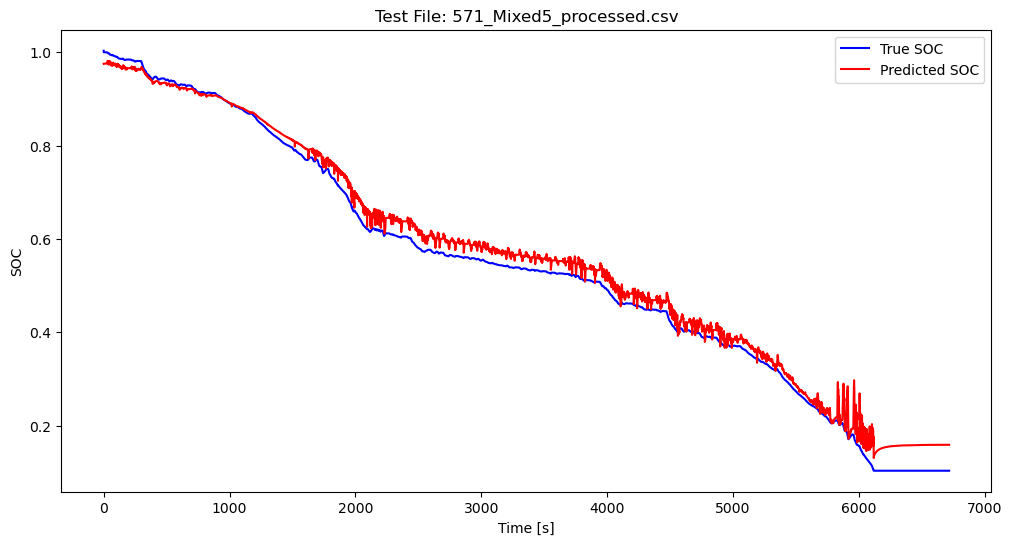 Test File: 571_Mixed5_processed.csv
True SOC
Predicted SOC
SOC
1.0
0.8
0.6
0.4
0.2
0 1000 2000 3000 4000 5000 6000 7000
Time [s]